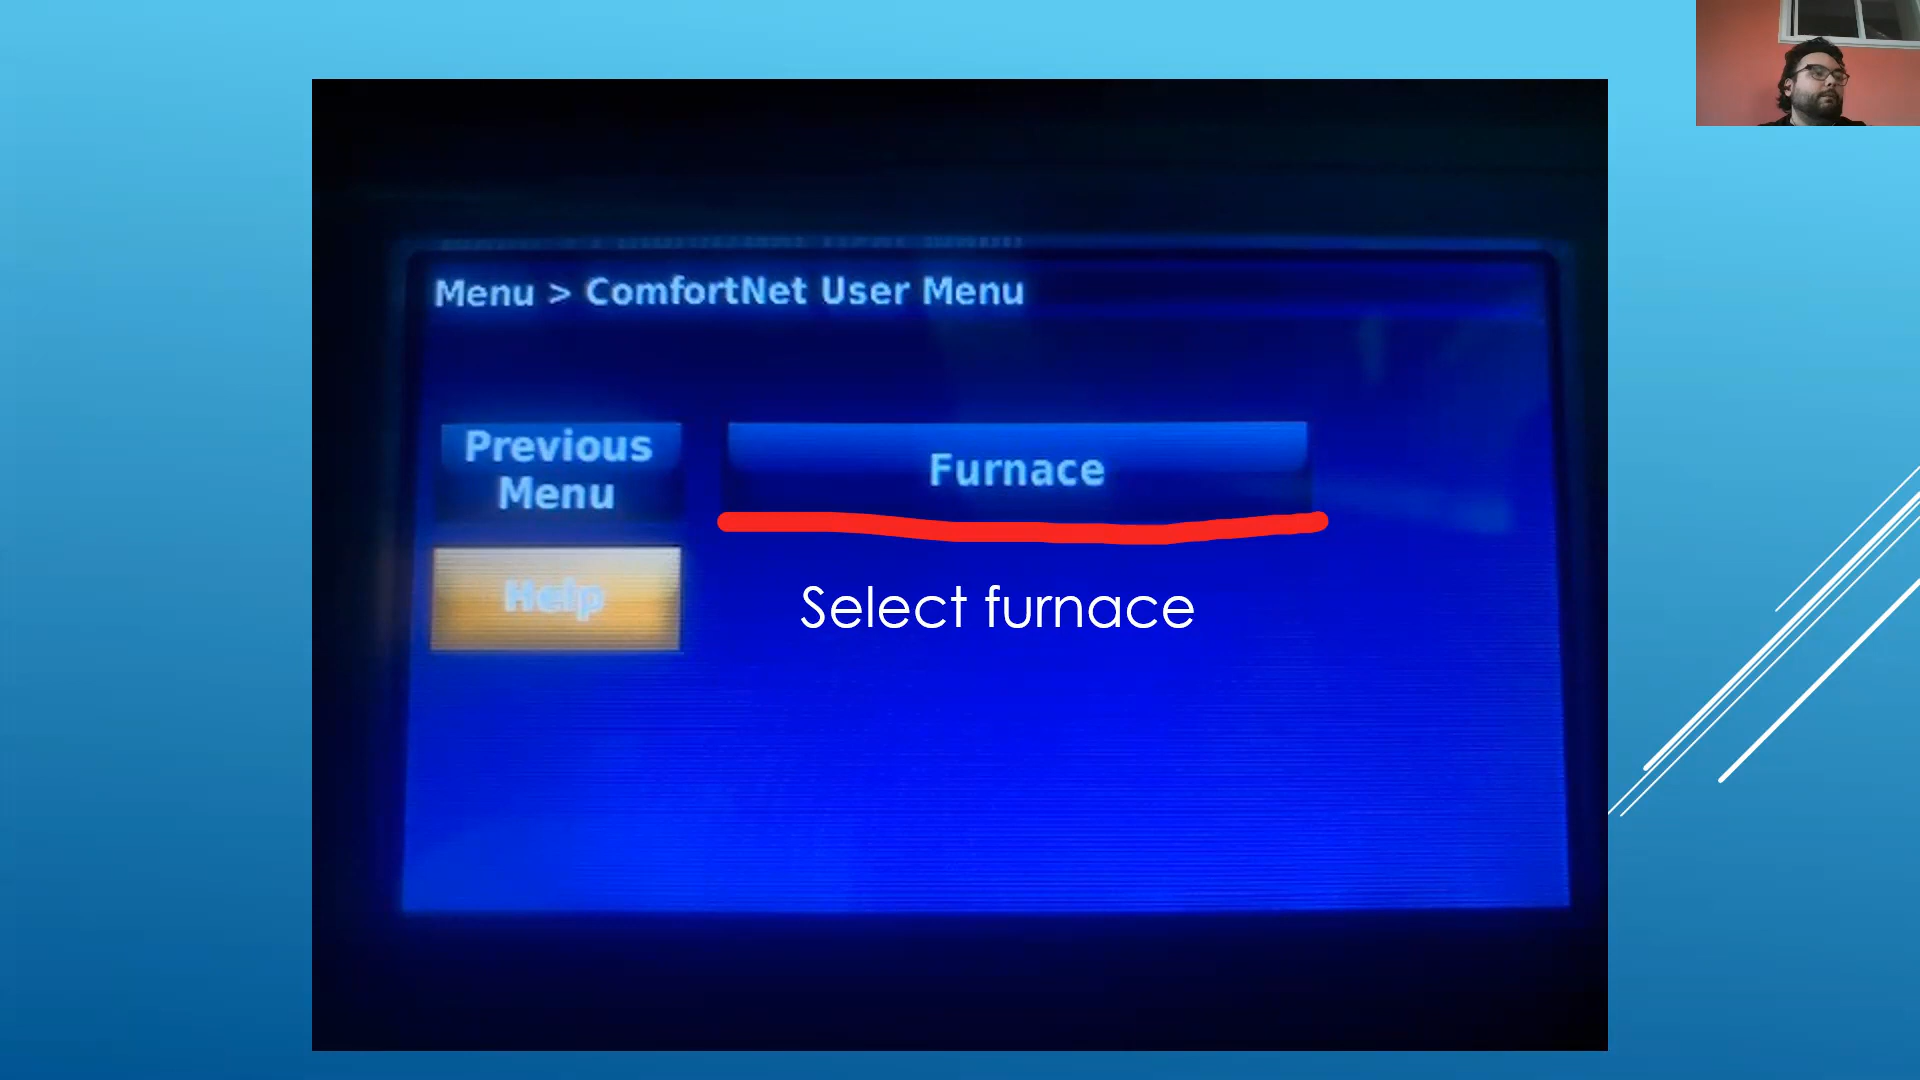 Menu > ComfortNet User Menu
Previous
Menu
Furnace
Help
Select furnace